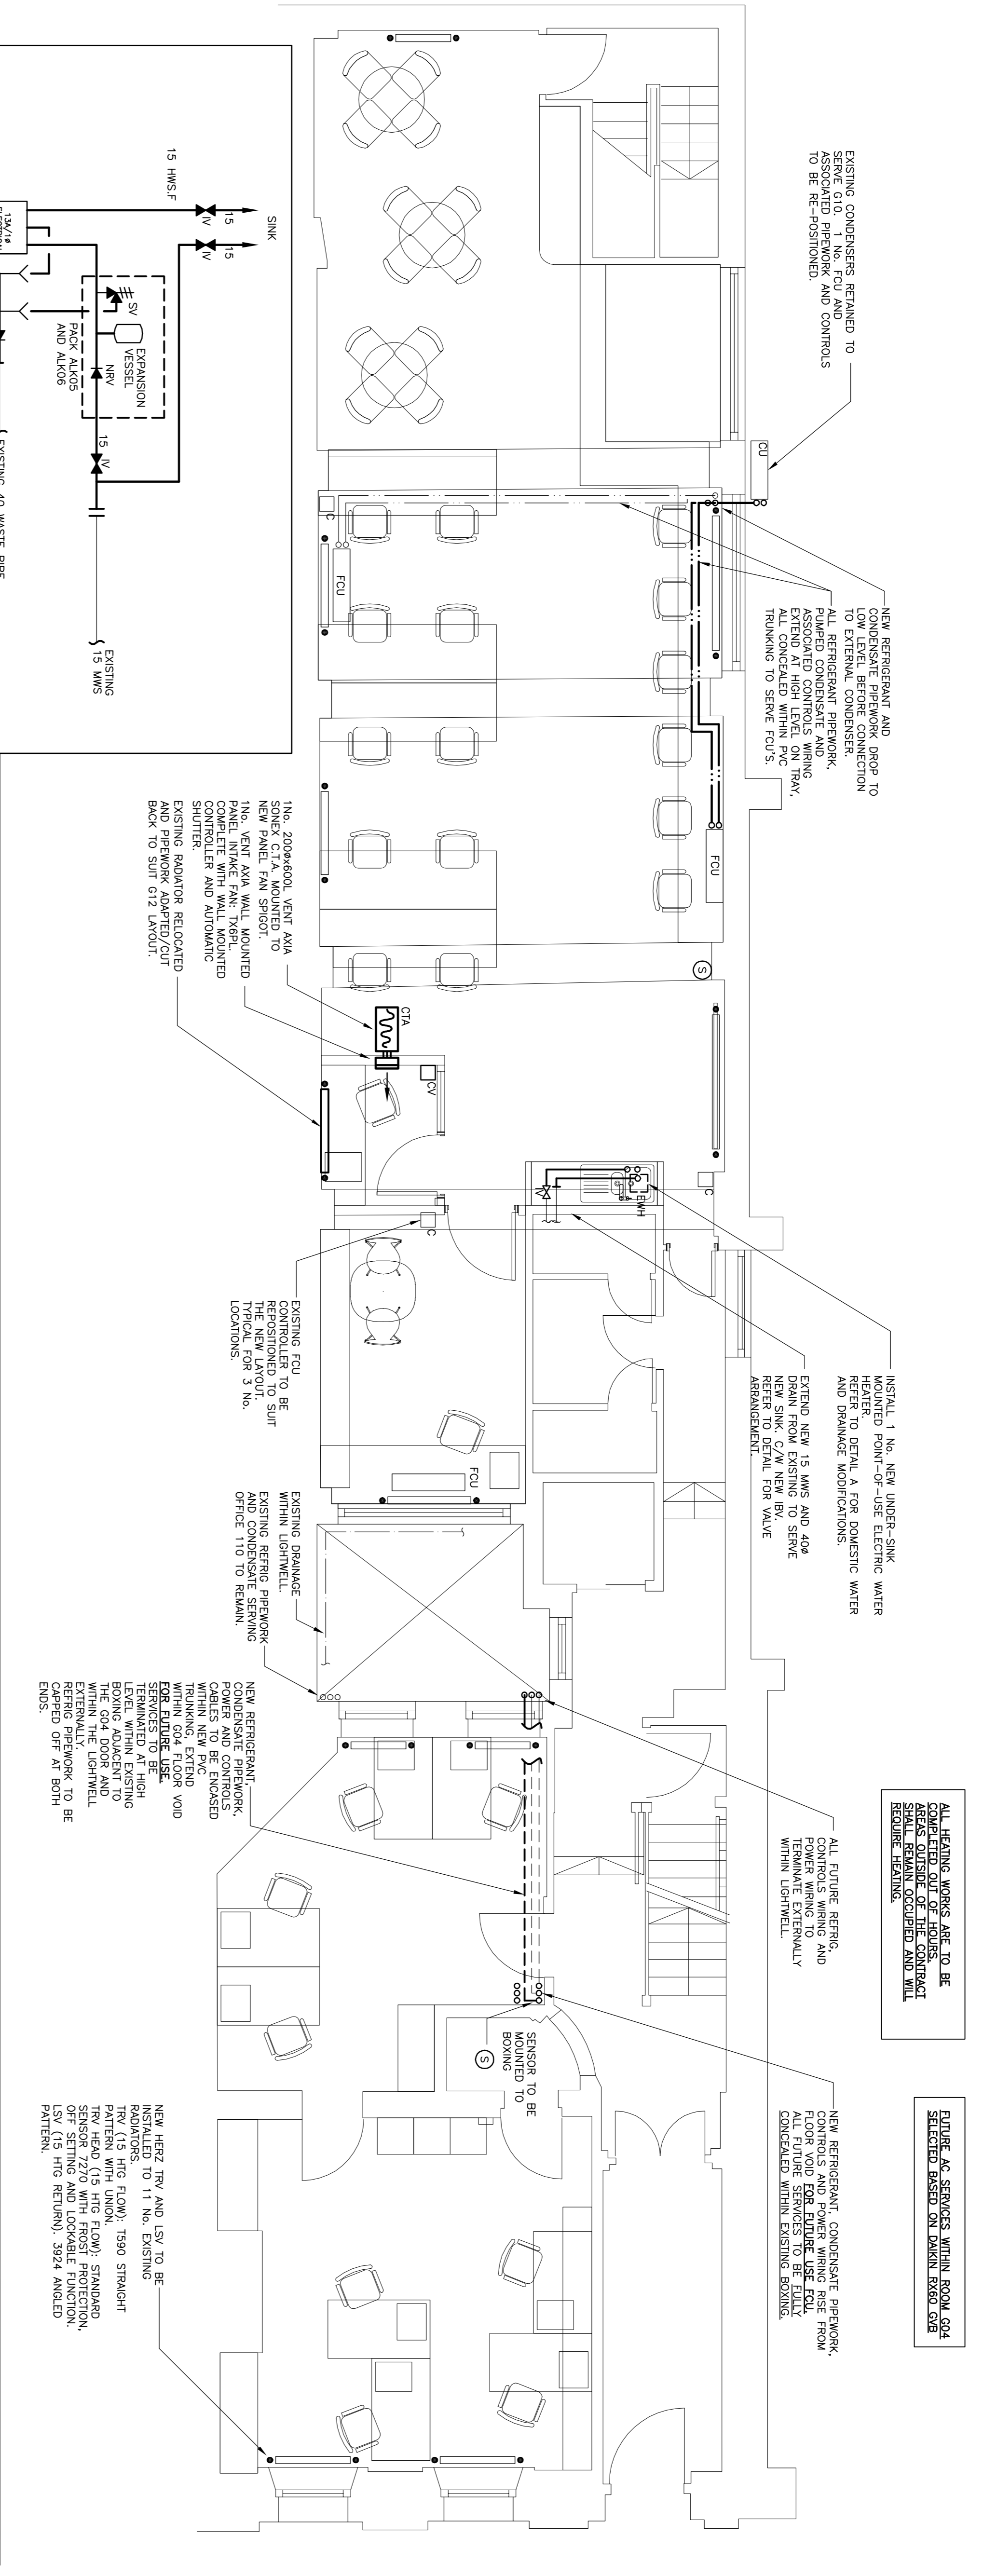 ALL HEATING WORKS ARE TO BE
COMPLETED OUT OF HOURS.
AREAS OUTSIDE OF THE CONTRACT
SHALL REMAIN OCCUPIED AND WILL
REQUIRE HEATING.
FUTURE AC SERVICES WITHIN ROOM G04
SELECTED BASED ON DAIKIN RX60 GVB
EXISTING CONDENSERS RETAINED TO
SERVE G10. 1 No. FCU AND
ASSOCIATED PIPEWORK AND CONTROLS
TO BE RE-POSITIONED.
NEW REFRIGERANT AND
CONDENSATE PIPEWORK DROP TO
LOW LEVEL BEFORE CONNECTION
TO EXTERNAL CONDENSER.
ALL REFRIGERANT PIPEWORK,
PUMPED CONDENSATE AND
ASSOCIATED CONTROLS WIRING
EXTEND AT HIGH LEVEL ON TRAY,
ALL CONCEALED WITHIN PVC
TRUNKING TO SERVE FCU'S.
INSTALL 1 No. NEW UNDER-SINK
MOUNTED POINT-OF-USE ELECTRIC WATER
HEATER.
REFER TO DETAIL A FOR DOMESTIC WATER
AND DRAINAGE MODIFICATIONS.
EXTEND NEW 15 MWS AND 40ø
DRAIN FROM EXISTING TO SERVE
NEW SINK. C/W NEW IBV.
REFER TO DETAIL FOR VALVE
ARRANGEMENT.
ALL FUTURE REFRIG,
CONTROLS WIRING AND
POWER WIRING TO
TERMINATE EXTERNALLY
WITHIN LIGHTWELL.
NEW REFRIGERANT, CONDENSATE PIPEWORK,
CONTROLS AND POWER WIRING RISE FROM
FLOOR VOID FOR FUTURE USE FCU.
ALL FUTURE SERVICES TO BE FULLY
CONCEALED WITHIN EXISTING BOXING.
CU
FCU
S
C
EWH
C
FCU
CTA
CV
C
FCU
SENSOR TO BE
MOUNTED TO
BOXING
S
1No. 200øx600L VENT AXIA
SONEX C.T.A. MOUNTED TO
NEW PANEL FAN SPIGOT.
1No. VENT AXIA WALL MOUNTED
PANEL INTAKE FAN: TX6PL.
COMPLETE WITH WALL MOUNTED
CONTROLLER AND AUTOMATIC
SHUTTER.
EXISTING RADIATOR RELOCATED
AND PIPEWORK ADAPTED/CUT
BACK TO SUIT G12 LAYOUT.
EXISTING FCU
CONTROLLER TO BE
REPOSITIONED TO SUIT
THE NEW LAYOUT.
TYPICAL FOR 3 No.
LOCATIONS.
EXISTING DRAINAGE
WITHIN LIGHTWELL.
EXISTING REFRIG PIPEWORK
AND CONDENSATE SERVING
OFFICE 110 TO REMAIN.
NEW REFRIGERANT,
CONDENSATE PIPEWORK,
POWER AND CONTROLS
CABLES TO BE ENCASED
WITHIN NEW PVC
TRUNKING, EXTEND
WITHIN G04 FLOOR VOID
FOR FUTURE USE.
SERVICES TO BE
TERMINATED AT HIGH
LEVEL WITHIN EXISTING
BOXING ADJACENT TO
THE G04 DOOR AND
WITHIN THE LIGHTWELL
EXTERNALLY.
REFRIG PIPEWORK TO BE
CAPPED OFF AT BOTH
ENDS.
NEW HERZ TRV AND LSV TO BE
INSTALLED TO 11 No. EXISTING
RADIATORS.
TRV (15 HTG FLOW): T590 STRAIGHT
PATTERN WITH UNION.
TRV HEAD (15 HTG FLOW): STANDARD
SENSOR 7270 WITH FROST PROTECTION,
OFF SETTING AND LOCKABLE FUNCTION.
LSV (15 HTG RETURN). 3924 ANGLED
PATTERN.
SINK
15
15
IV
IV
15 HWS.F
SV
EXPANSION
VESSEL
NRV
PACK ALK05
AND ALK06
15
IV
EXISTING
15 MWS
13A/1ø
EXISTING 40 WASTE PIPE